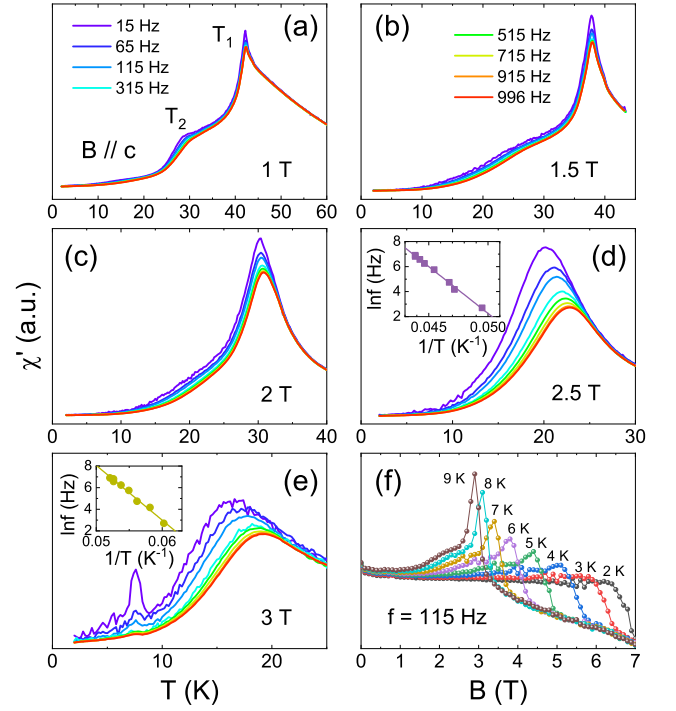 15 Hz
65 Hz
115 Hz
315 Hz
T1
(a)
T2
B // c
1 T
0 10 20 30 40 50 60
(b)
515 Hz
715 Hz
915 Hz
996 Hz
1.5 T
0 10 20 30 40
(c)
2 T
0 10 20 30 40
(d)
8
6
4
2
lnf (Hz)
0.045 0.050
1/T (K-1)
2.5 T
0 10 20 30
χ' (a.u.)
(e)
8
6
4
2
lnf (Hz)
0.05 0.06
1/T (K-1)
3 T
0 10 20
T (K)
(f)
9 K
8 K
7 K
6 K
5 K
4 K
3 K
2 K
f = 115 Hz
0 1 2 3 4 5 6 7
B (T)